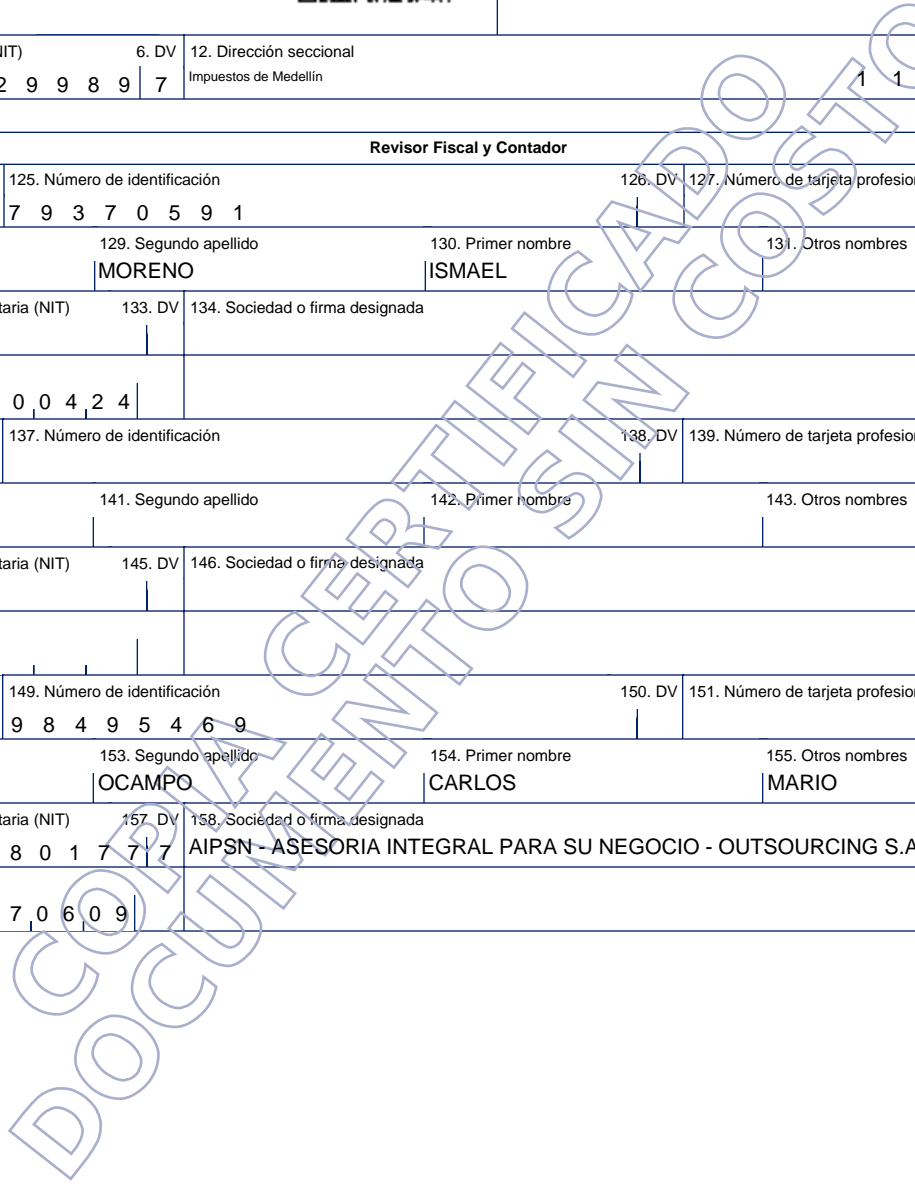 NIT) 6. DV 12. Dirección seccional
2 9 9 8 9 7 Impuestos de Medellín 1 1
Revisor Fiscal y Contador
125. Número de identificación 126. DV 127. Número de tarjeta profesion
7 9 3 7 0 5 9 1
129. Segundo apellido 130. Primer nombre 131. Otros nombres
MORENO ISMAEL
taria (NIT) 133. DV 134. Sociedad o firma designada
0 0 4 2 4
137. Número de identificación 138. DV 139. Número de tarjeta profesion
141. Segundo apellido 142. Primer nombre 143. Otros nombres
taria (NIT) 145. DV 146. Sociedad o firma designada
149. Número de identificación 150. DV 151. Número de tarjeta profesion
9 8 4 9 5 4 6 9
153. Segundo apellido 154. Primer nombre 155. Otros nombres
OCAMPO CARLOS MARIO
taria (NIT) 157. DV 158. Sociedad o firma designada
8 0 1 7 7 7 AIPSN - ASESORIA INTEGRAL PARA SU NEGOCIO - OUTSOURCING S.A
7 0 6 0 9
COPIA CERTIFICADO
DOCUMENTO SIN COSTO